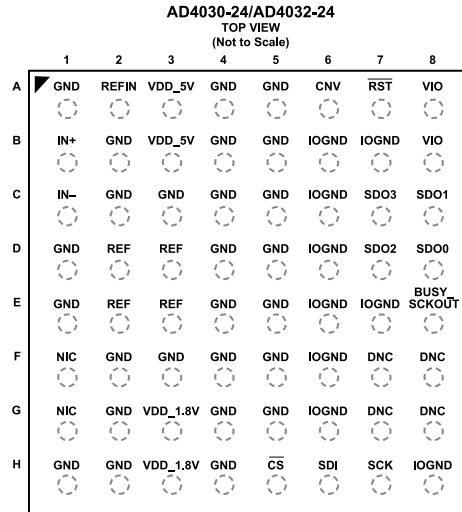 AD4030-24/AD4032-24
TOP VIEW
(Not to Scale)
1 2 3 4 5 6 7 8
A GND REFIN VDD_5V GND GND CNV RST VIO
B IN+ GND VDD_5V GND GND IOGND IOGND VIO
C IN– GND GND GND GND IOGND SDO3 SDO1
D GND REF REF GND GND IOGND SDO2 SDO0
E GND REF REF GND GND IOGND IOGND BUSY_
SCKOUT
F NIC GND GND GND GND IOGND DNC DNC
G NIC GND VDD_1.8V GND GND IOGND DNC DNC
H GND GND VDD_1.8V GND CS SDI SCK IOGND